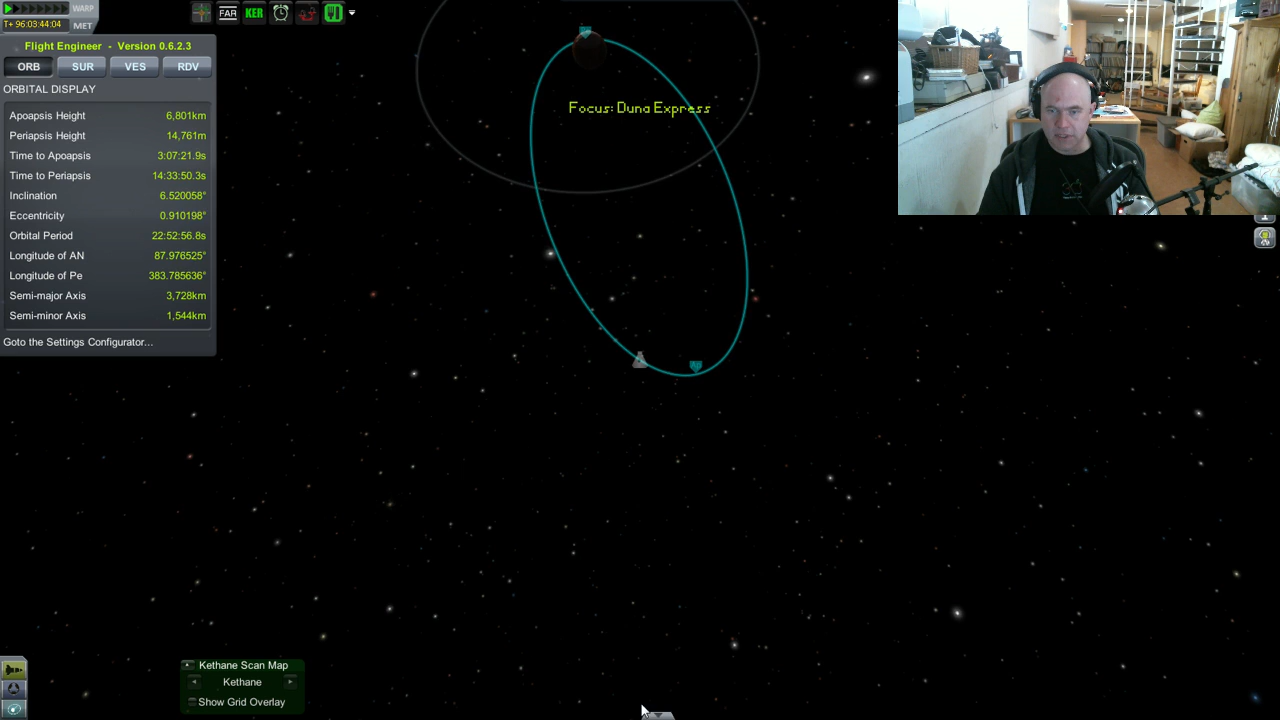 WARP
T+ 96:03:44:04
MET
FAR
KER
Flight Engineer - Version 0.6.2.3
ORB
SUR
VES
RDV
ORBITAL DISPLAY
Apoapsis Height 6,801km
Periapsis Height 14,761m
Time to Apoapsis 3:07:21.9s
Time to Periapsis 14:33:50.3s
Inclination 6.520058°
Eccentricity 0.910198°
Orbital Period 22:52:56.8s
Longitude of AN 87.976525°
Longitude of Pe 383.785636°
Semi-major Axis 3,728km
Semi-minor Axis 1,544km
Goto the Settings Configurator...
Focus: Duna Express
Kethane Scan Map
Kethane
Show Grid Overlay